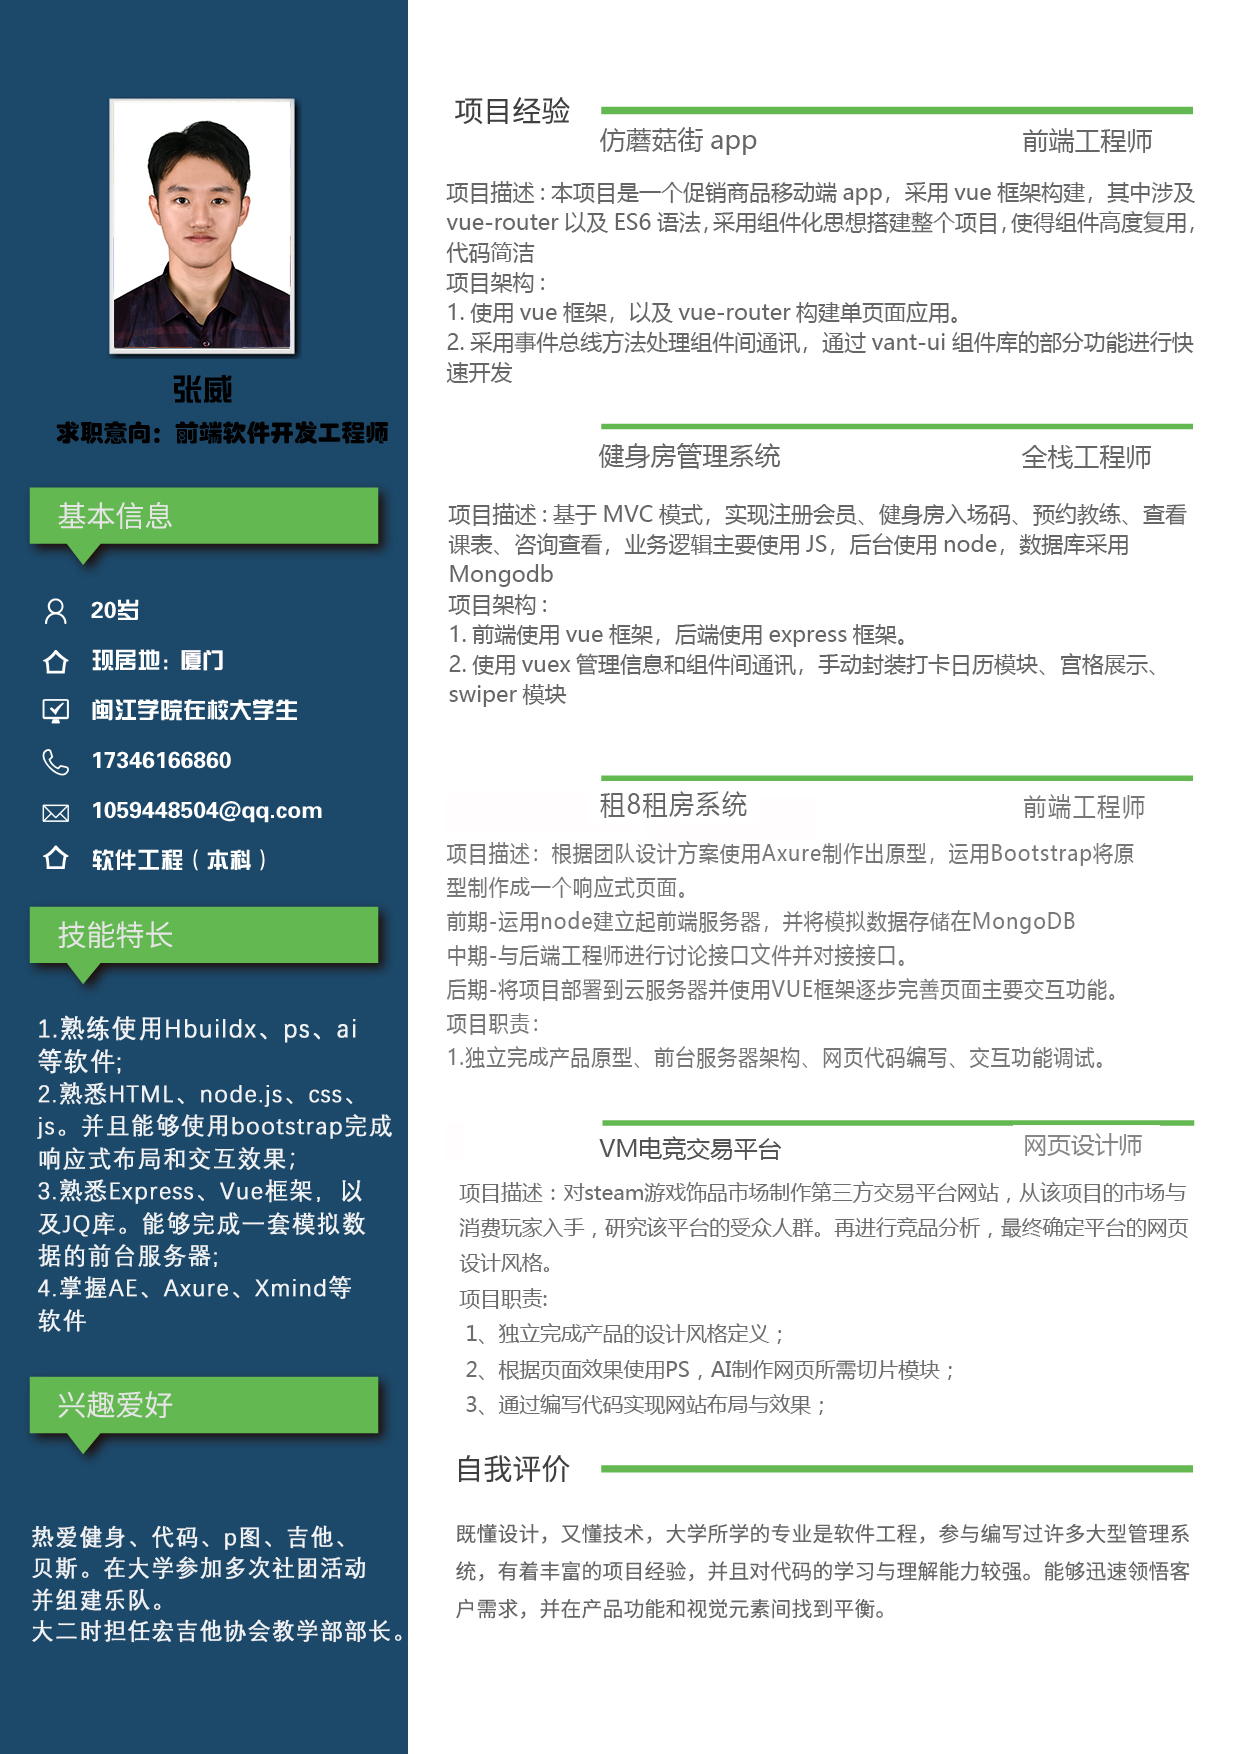 张威
求职意向：前端软件开发工程师
基本信息
20岁
现居地：厦门
闽江学院在校大学生
17346166860
1059448504@qq.com
软件工程（本科）
技能特长
1.熟练使用Hbuildx、ps、ai
等软件;
2.熟悉HTML、node.js、css、
js。并且能够使用bootstrap完成
响应式布局和交互效果；
3.熟悉Express、Vue框架，以
及JQ库。能够完成一套模拟数
据的前台服务器;
4.掌握AE、Axure、Xmind等
软件
兴趣爱好
热爱健身、代码、p图、吉他、
贝斯。在大学参加多次社团活动
并组建乐队。
大二时担任宏吉他协会教学部部长。
项目经验
仿蘑菇街 app 前端工程师
项目描述 : 本项目是一个促销商品移动端 app，采用 vue 框架构建，其中涉及
vue-router 以及 ES6 语法，采用组件化思想搭建整个项目，使得组件高度复用，
代码简洁
项目架构 :
1. 使用 vue 框架，以及 vue-router 构建单页面应用。
2. 采用事件总线方法处理组件间通讯，通过 vant-ui 组件库的部分功能进行快
速开发
健身房管理系统 全栈工程师
项目描述 : 基于 MVC 模式，实现注册会员、健身房入场码、预约教练、查看
课表、咨询查看，业务逻辑主要使用 JS，后台使用 node，数据库采用
Mongodb
项目架构 :
1. 前端使用 vue 框架，后端使用 express 框架。
2. 使用 vuex 管理信息和组件间通讯，手动封装打卡日历模块、宫格展示、
swiper 模块
租8租房系统 前端工程师
项目描述：根据团队设计方案使用Axure制作出原型，运用Bootstrap将原
型制作成一个响应式页面。
前期-运用node建立起前端服务器，并将模拟数据存储在MongoDB
中期-与后端工程师进行讨论接口文件并对接接口。
后期-将项目部署到云服务器并使用VUE框架逐步完善页面主要交互功能。
项目职责：
1.独立完成产品原型、前台服务器架构、网页代码编写、交互功能调试。
VM电竞交易平台 网页设计师
项目描述：对steam游戏饰品市场制作第三方交易平台网站，从该项目的市场与
消费玩家入手，研究该平台的受众人群。再进行竞品分析，最终确定平台的网页
设计风格。
项目职责:
1、独立完成产品的设计风格定义；
2、根据页面效果使用PS，AI制作网页所需切片模块；
3、通过编写代码实现网站布局与效果；
自我评价
既懂设计，又懂技术，大学所学的专业是软件工程，参与编写过许多大型管理系
统，有着丰富的项目经验，并且对代码的学习与理解能力较强。能够迅速领悟客
户需求，并在产品功能和视觉元素间找到平衡。